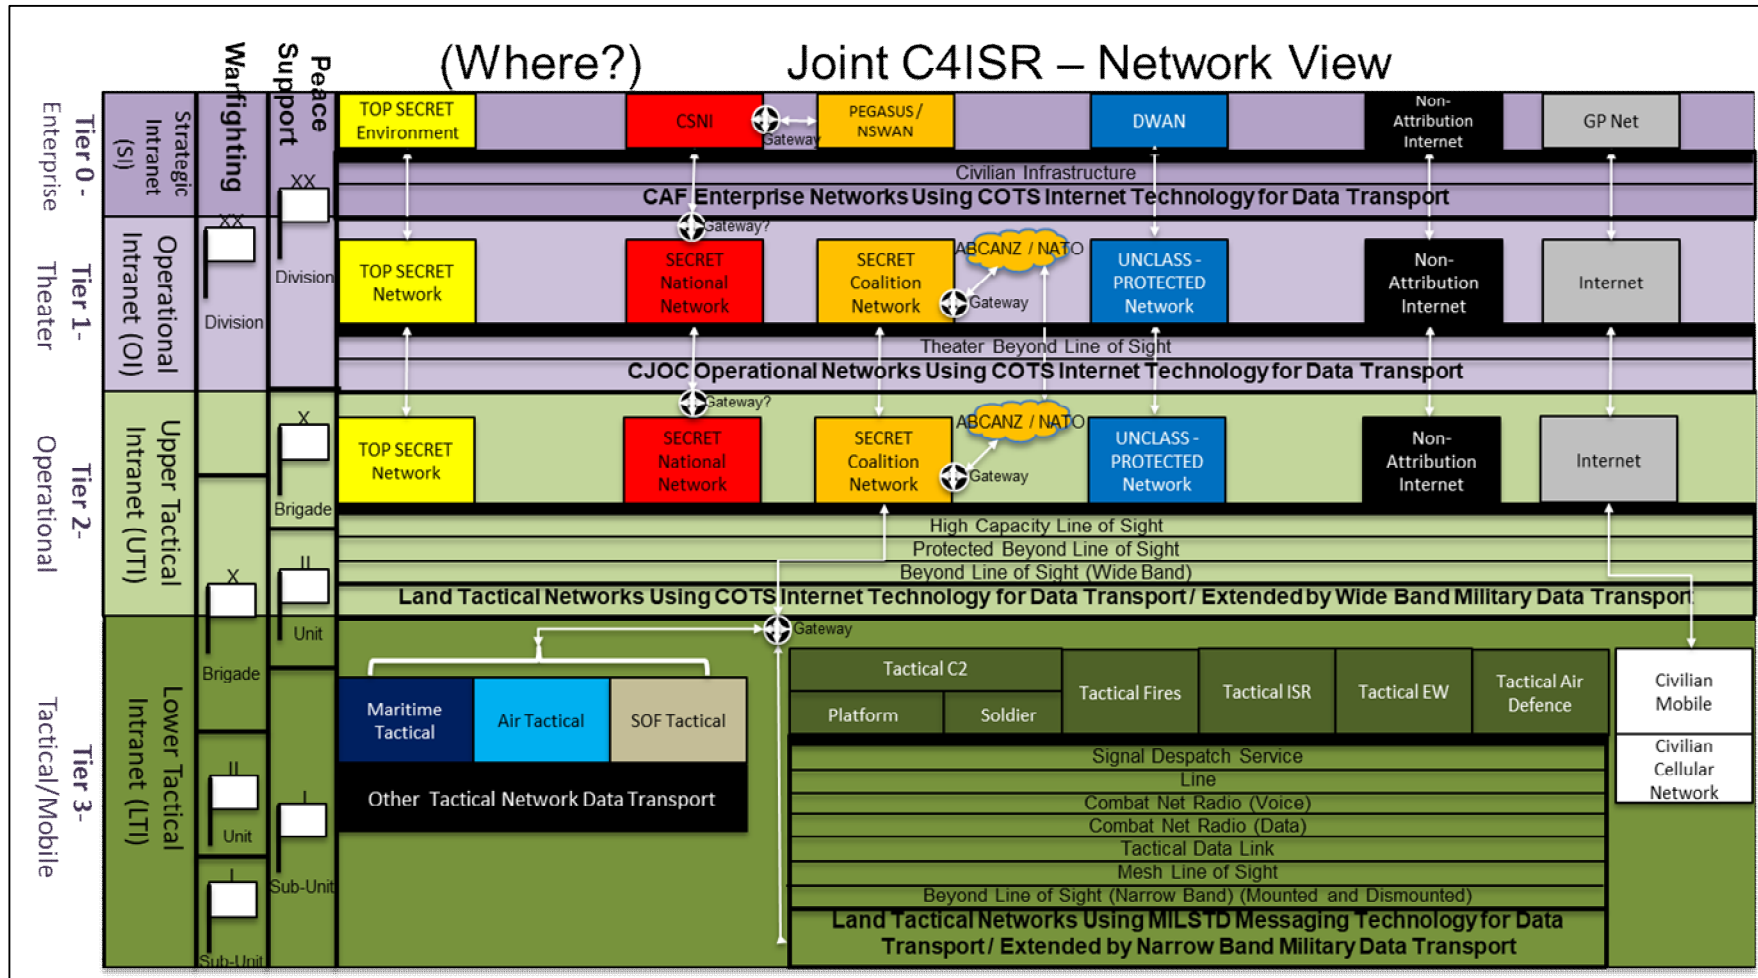 (Where?)
Joint C4ISR – Network View
Warfighting
Peace
Support
Tier 0 -
Enterprise
Strategic
Intranet
(SI)
XX
Division
TOP SECRET
Environment
CSNI
Gateway
PEGASUS /
NSWAN
DWAN
Non-
Attribution
Internet
GP Net
Civilian Infrastructure
CAF Enterprise Networks Using COTS Internet Technology for Data Transport
Tier 1-
Theater
Operational
Intranet (OI)
XX
Division
Gateway?
TOP SECRET
Network
SECRET
National
Network
SECRET
Coalition
Network
Gateway
ABCANZ / NATO
UNCLASS -
PROTECTED
Network
Non-
Attribution
Internet
Internet
Theater Beyond Line of Sight
CJOC Operational Networks Using COTS Internet Technology for Data Transport
Tier 2-
Operational
Upper Tactical
Intranet (UTI)
X
Brigade
II
Unit
X
Brigade
Gateway?
TOP SECRET
Network
SECRET
National
Network
SECRET
Coalition
Network
Gateway
ABCANZ / NATO
UNCLASS -
PROTECTED
Network
Non-
Attribution
Internet
Internet
High Capacity Line of Sight
Protected Beyond Line of Sight
Beyond Line of Sight (Wide Band)
Land Tactical Networks Using COTS Internet Technology for Data Transport / Extended by Wide Band Military Data Transport
Tier 3-
Tactical/Mobile
Lower Tactical
Intranet (LTI)
II
Unit
I
Sub-Unit
I
Sub-Unit
Gateway
Maritime
Tactical
Air Tactical
SOF Tactical
Other Tactical Network Data Transport
Tactical C2
Platform
Soldier
Tactical Fires
Tactical ISR
Tactical EW
Tactical Air
Defence
Civilian
Mobile
Civilian
Cellular
Network
Signal Despatch Service
Line
Combat Net Radio (Voice)
Combat Net Radio (Data)
Tactical Data Link
Mesh Line of Sight
Beyond Line of Sight (Narrow Band) (Mounted and Dismounted)
Land Tactical Networks Using MILSTD Messaging Technology for Data
Transport / Extended by Narrow Band Military Data Transport